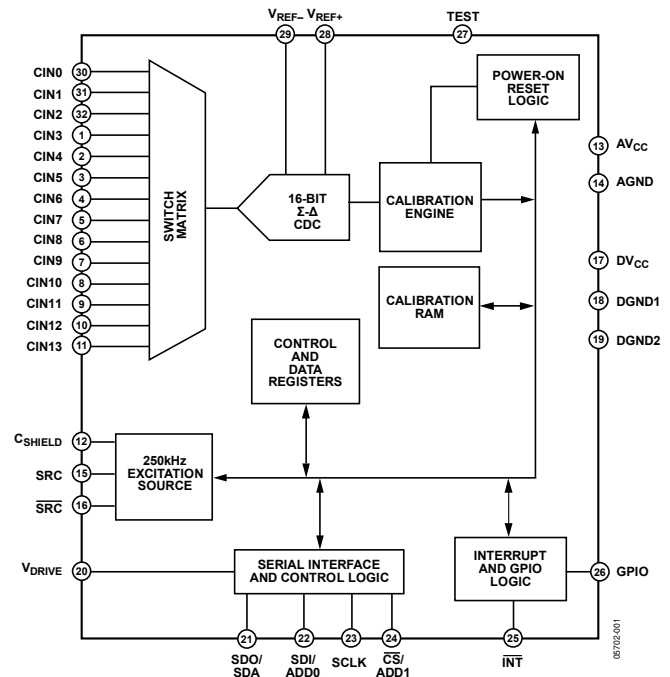 VREF– VREF+ TEST
29 28 27
CIN0 30
CIN1 31
CIN2 32
CIN3 1
CIN4 2
CIN5 3
CIN6 4
CIN7 5
CIN8 6
CIN9 7
CIN10 8
CIN11 9
CIN12 10
CIN13 11
SWITCH
MATRIX
16-BIT
Σ-Δ
CDC
CALIBRATION
ENGINE
POWER-ON
RESET
LOGIC
13 AVCC
14 AGND
17 DVCC
18 DGND1
19 DGND2
CALIBRATION
RAM
CONTROL
AND
DATA
REGISTERS
CSHIELD 12
SRC 15
SRC 16
250kHz
EXCITATION
SOURCE
VDRIVE 20
SERIAL INTERFACE
AND CONTROL LOGIC
INTERRUPT
AND GPIO
LOGIC
26 GPIO
21 22 23 24 25
SDO/
SDA
SDI/
ADD0
SCLK
CS/
ADD1
INT
05702-001